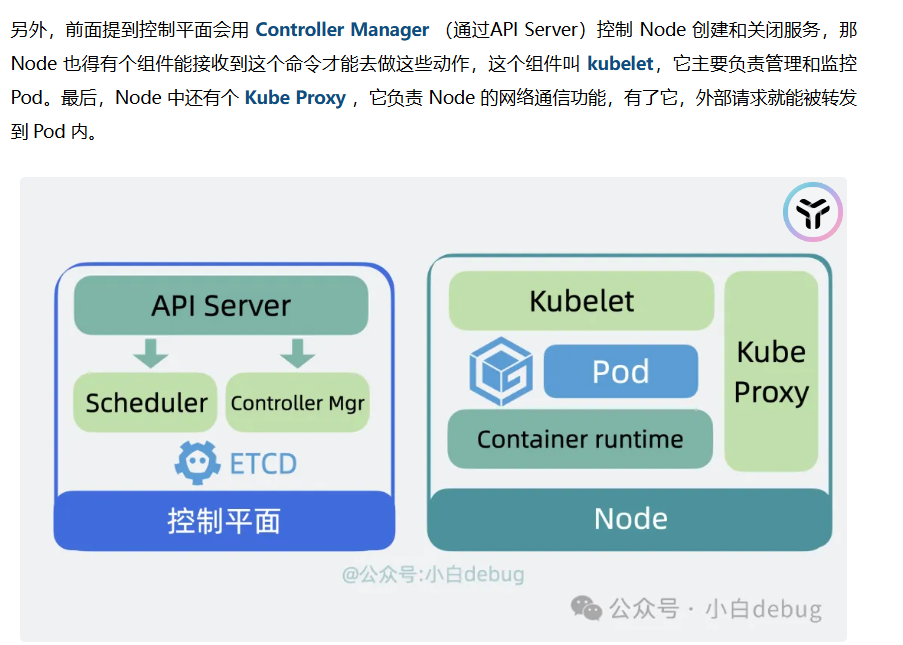 另外，前面提到控制平面会用 Controller Manager （通过API Server）控制 Node 创建和关闭服务，那
Node 也得有个组件能接收到这个命令才能去做这些动作，这个组件叫 kubelet，它主要负责管理和监控
Pod。最后，Node 中还有个 Kube Proxy ，它负责 Node 的网络通信功能，有了它，外部请求就能被转发
到 Pod 内。
API Server
Scheduler
Controller Mgr
ETCD
控制平面
Kubelet
Pod
Container runtime
Kube
Proxy
Node
@公众号:小白debug
公众号 · 小白debug